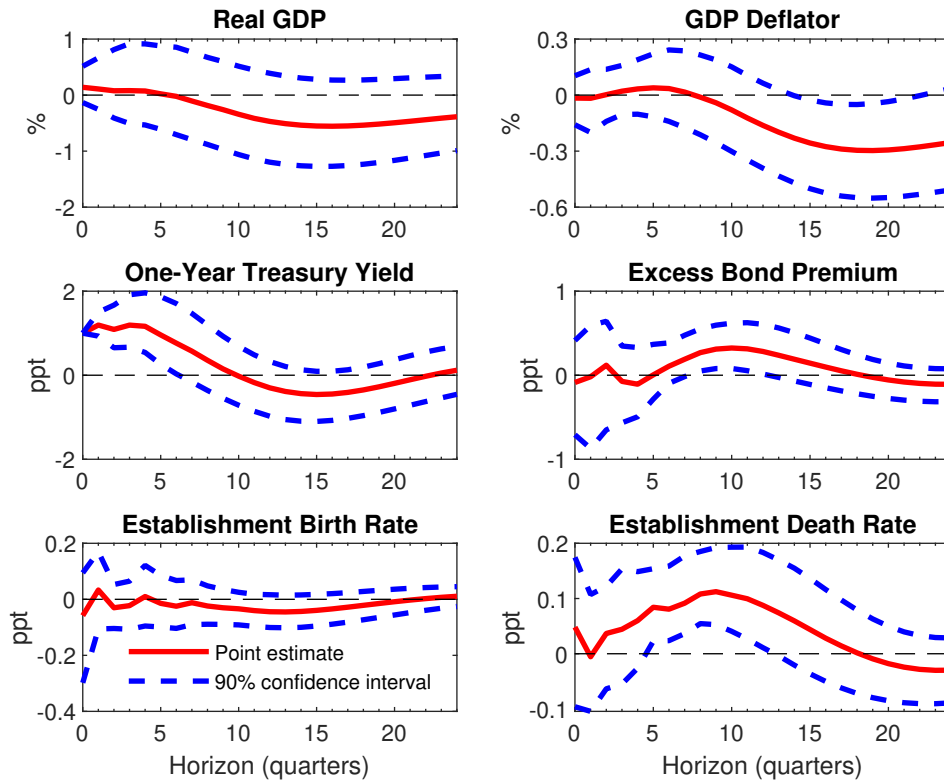 Real GDP
1
0
-1
-2
%
0 5 10 15 20
GDP Deflator
0.3
0
-0.3
-0.6
%
0 5 10 15 20
One-Year Treasury Yield
2
0
-2
ppt
0 5 10 15 20
Excess Bond Premium
1
0
-1
ppt
0 5 10 15 20
Establishment Birth Rate
0.2
0
-0.2
-0.4
ppt
Point estimate
90% confidence interval
0 5 10 15 20
Horizon (quarters)
Establishment Death Rate
0.2
0.1
0
-0.1
ppt
0 5 10 15 20
Horizon (quarters)